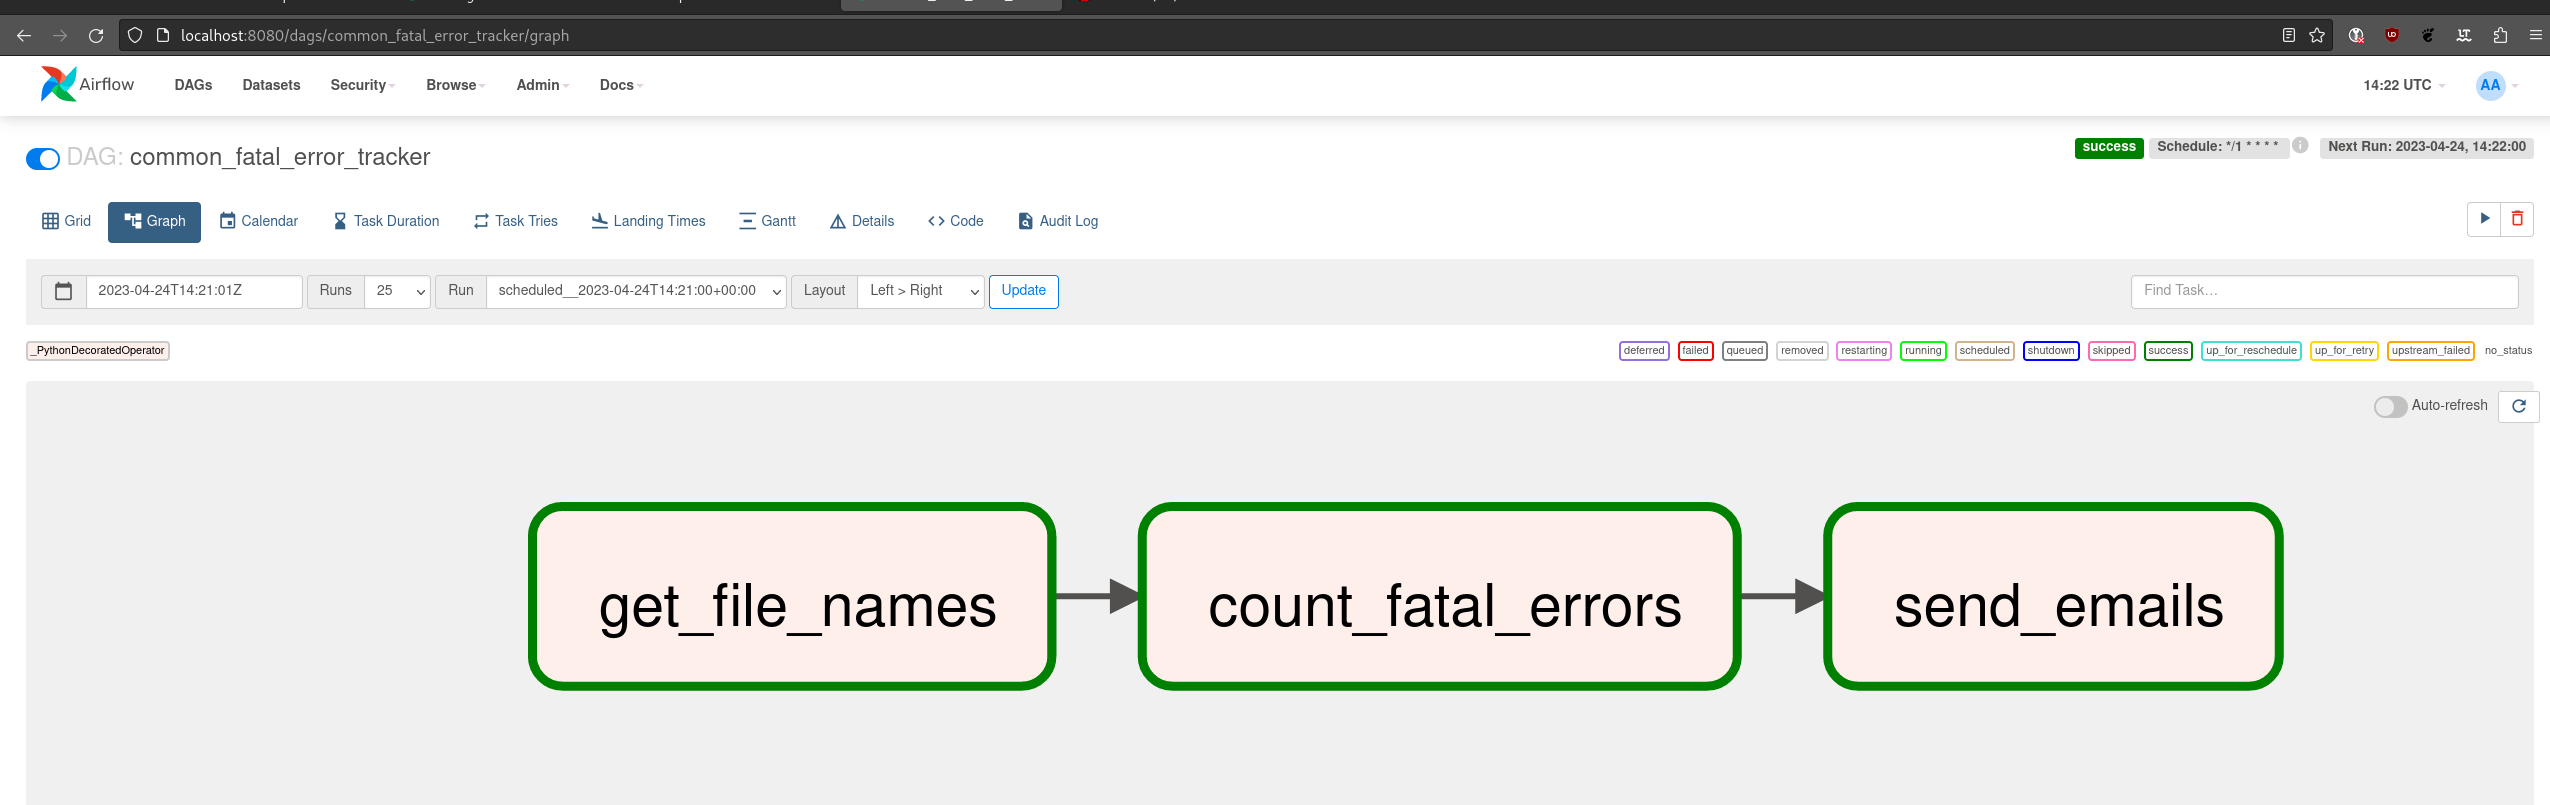 localhost:8080/dags/common_fatal_error_tracker/graph
Airflow DAGs Datasets Security Browse Admin Docs 14:22 UTC AA
DAG: common_fatal_error_tracker success Schedule: */1 * * * * Next Run: 2023-04-24, 14:22:00
Grid Graph Calendar Task Duration Task Tries Landing Times Gantt Details Code Audit Log
2023-04-24T14:21:01Z Runs 25 Run scheduled__2023-04-24T14:21:00+00:00 Layout Left > Right Update Find Task...
_PythonDecoratedOperator deferred failed queued removed restarting running scheduled shutdown skipped success up_for_reschedule up_for_retry upstream_failed no_status
Auto-refresh
get_file_names count_fatal_errors send_emails